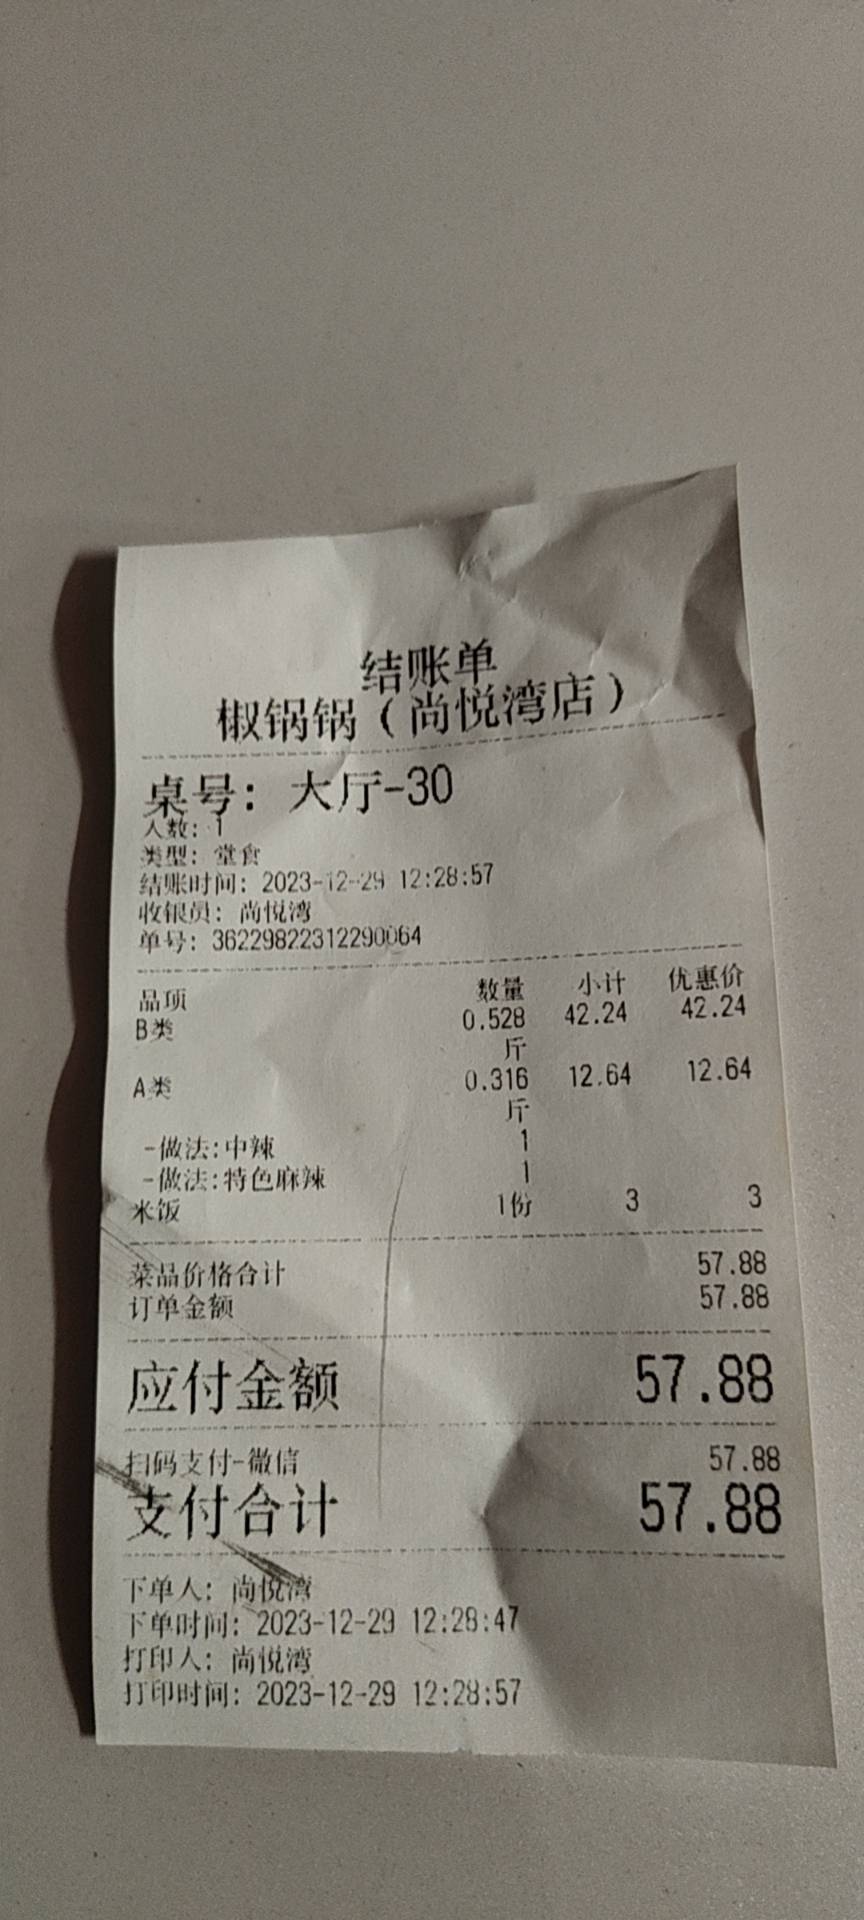 结账单
椒锅锅（尚悦湾店）
桌号: 大厅-30
人数: 1
类型: 堂食
结账时间: 2023-12-29 12:28:57
收银员: 尚悦湾
单号: 36229822312290064
品项 数量 小计 优惠价
B类 0.528 42.24 42.24
斤
A类 0.316 12.64 12.64
斤
-做法:中辣 1
-做法:特色麻辣 1
米饭 1份 3 3
菜品价格合计 57.88
订单金额 57.88
应付金额 57.88
扫码支付-微信 57.88
支付合计 57.88
下单人: 尚悦湾
下单时间: 2023-12-29 12:28:47
打印人: 尚悦湾
打印时间: 2023-12-29 12:28:57